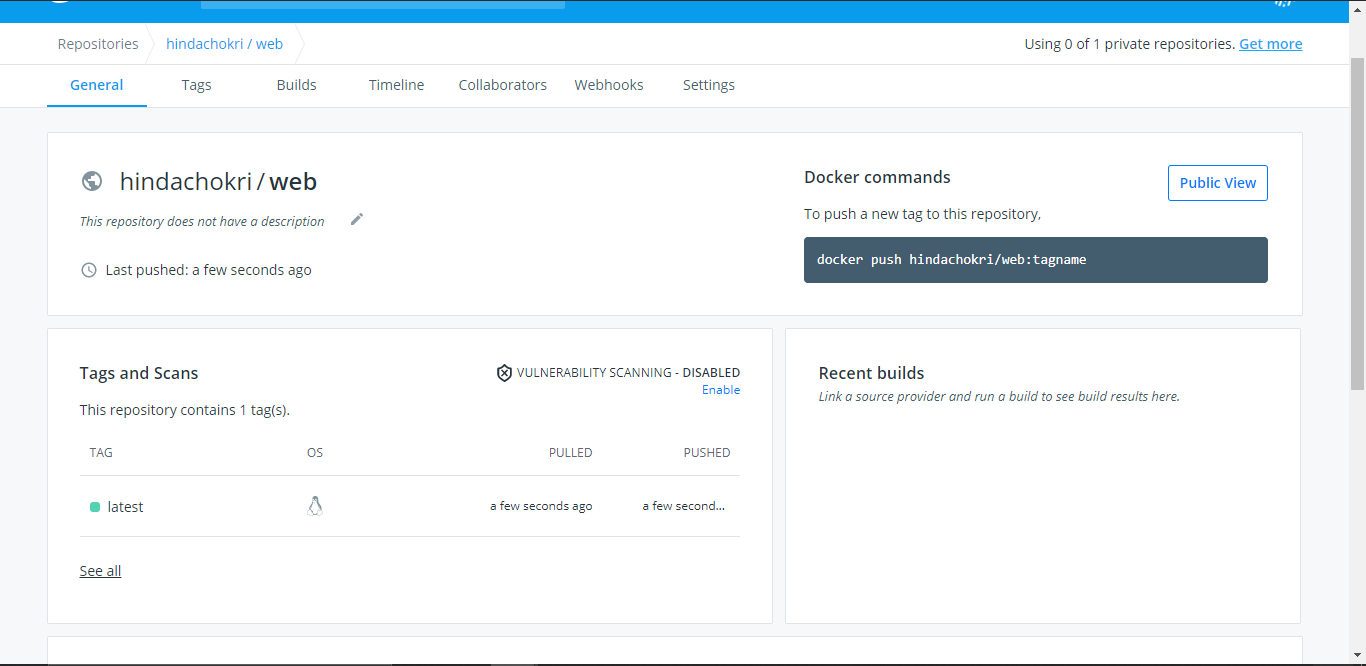 Repositories hindachokri / web Using 0 of 1 private repositories. Get more
General Tags Builds Timeline Collaborators Webhooks Settings
hindachokri / web
This repository does not have a description
Last pushed: a few seconds ago
Docker commands
Public View
To push a new tag to this repository,
docker push hindachokri/web:tagname
Tags and Scans
VULNERABILITY SCANNING - DISABLED
Enable
This repository contains 1 tag(s).
TAG OS PULLED PUSHED
latest a few seconds ago a few second...
See all
Recent builds
Link a source provider and run a build to see build results here.